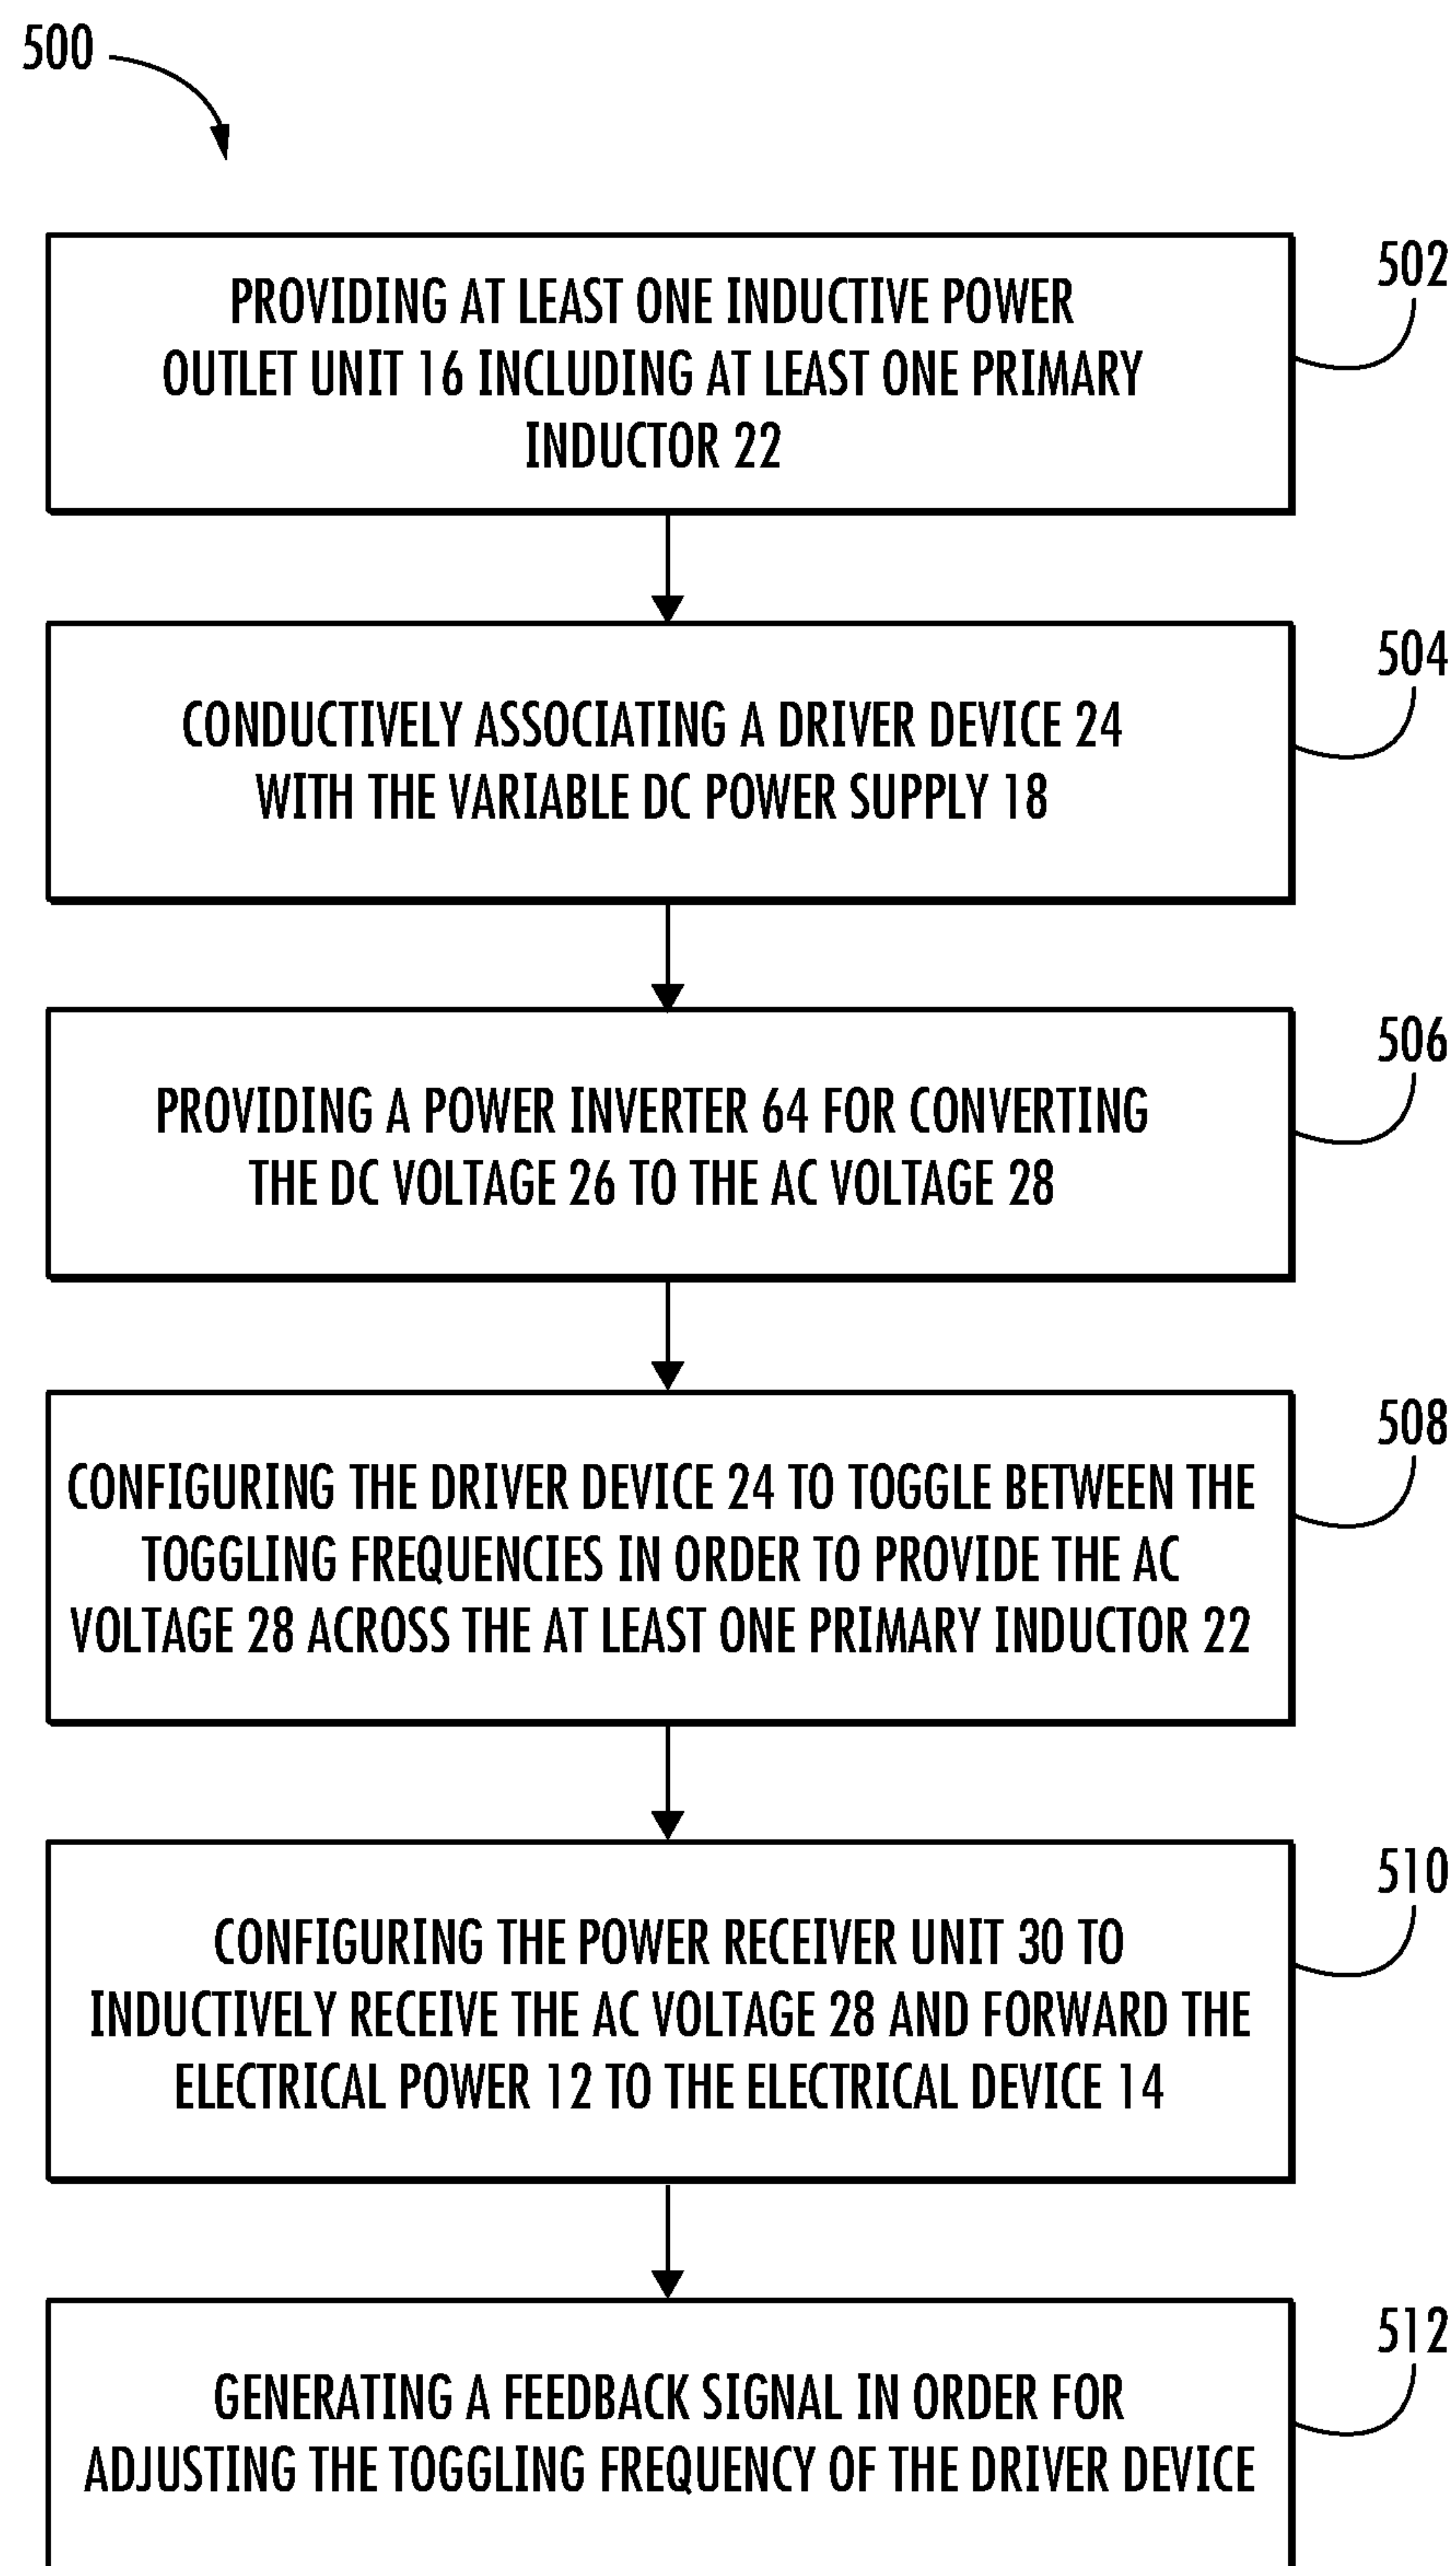 500
502
PROVIDING AT LEAST ONE INDUCTIVE POWER
OUTLET UNIT 16 INCLUDING AT LEAST ONE PRIMARY
INDUCTOR 22
504
CONDUCTIVELY ASSOCIATING A DRIVER DEVICE 24
WITH THE VARIABLE DC POWER SUPPLY 18
506
PROVIDING A POWER INVERTER 64 FOR CONVERTING
THE DC VOLTAGE 26 TO THE AC VOLTAGE 28
508
CONFIGURING THE DRIVER DEVICE 24 TO TOGGLE BETWEEN THE
TOGGLING FREQUENCIES IN ORDER TO PROVIDE THE AC
VOLTAGE 28 ACROSS THE AT LEAST ONE PRIMARY INDUCTOR 22
510
CONFIGURING THE POWER RECEIVER UNIT 30 TO
INDUCTIVELY RECEIVE THE AC VOLTAGE 28 AND FORWARD THE
ELECTRICAL POWER 12 TO THE ELECTRICAL DEVICE 14
512
GENERATING A FEEDBACK SIGNAL IN ORDER FOR
ADJUSTING THE TOGGLING FREQUENCY OF THE DRIVER DEVICE